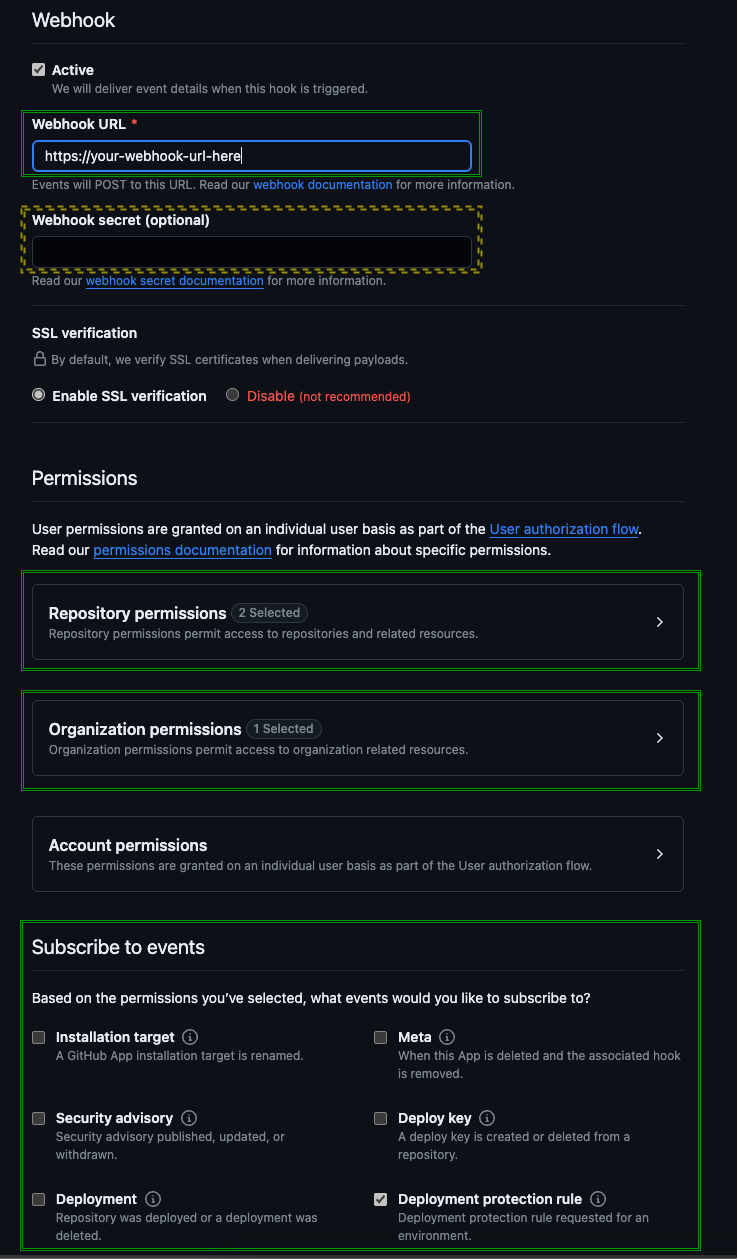 Webhook
Active
We will deliver event details when this hook is triggered.
Webhook URL *
https://your-webhook-url-here
Events will POST to this URL. Read our webhook documentation for more information.
Webhook secret (optional)
Read our webhook secret documentation for more information.
SSL verification
By default, we verify SSL certificates when delivering payloads.
Enable SSL verification
Disable (not recommended)
Permissions
User permissions are granted on an individual user basis as part of the User authorization flow.
Read our permissions documentation for information about specific permissions.
Repository permissions 2 Selected
Repository permissions permit access to repositories and related resources.
Organization permissions 1 Selected
Organization permissions permit access to organization related resources.
Account permissions
These permissions are granted on an individual user basis as part of the User authorization flow.
Subscribe to events
Based on the permissions you’ve selected, what events would you like to subscribe to?
Installation target
A GitHub App installation target is renamed.
Meta
When this App is deleted and the associated hook
is removed.
Security advisory
Security advisory published, updated, or
withdrawn.
Deploy key
A deploy key is created or deleted from a
repository.
Deployment
Repository was deployed or a deployment was
deleted.
Deployment protection rule
Deployment protection rule requested for an
environment.